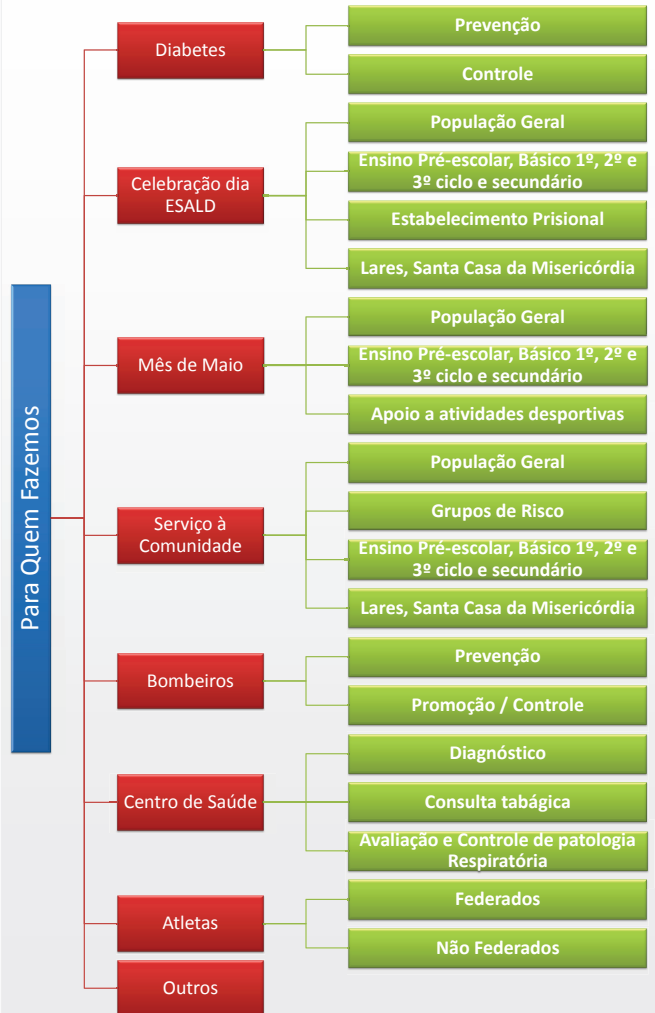 Para Quem Fazemos
Diabetes
Prevenção
Controle
Celebração dia
ESALD
População Geral
Ensino Pré-escolar, Básico 1º, 2º e
3º ciclo e secundário
Estabelecimento Prisional
Lares, Santa Casa da Misericórdia
Mês de Maio
População Geral
Ensino Pré-escolar, Básico 1º, 2º e
3º ciclo e secundário
Apoio a atividades desportivas
Serviço à
Comunidade
População Geral
Grupos de Risco
Ensino Pré-escolar, Básico 1º, 2º e
3º ciclo e secundário
Lares, Santa Casa da Misericórdia
Bombeiros
Prevenção
Promoção / Controle
Centro de Saúde
Diagnóstico
Consulta tabágica
Avaliação e Controle de patologia
Respiratória
Atletas
Federados
Não Federados
Outros